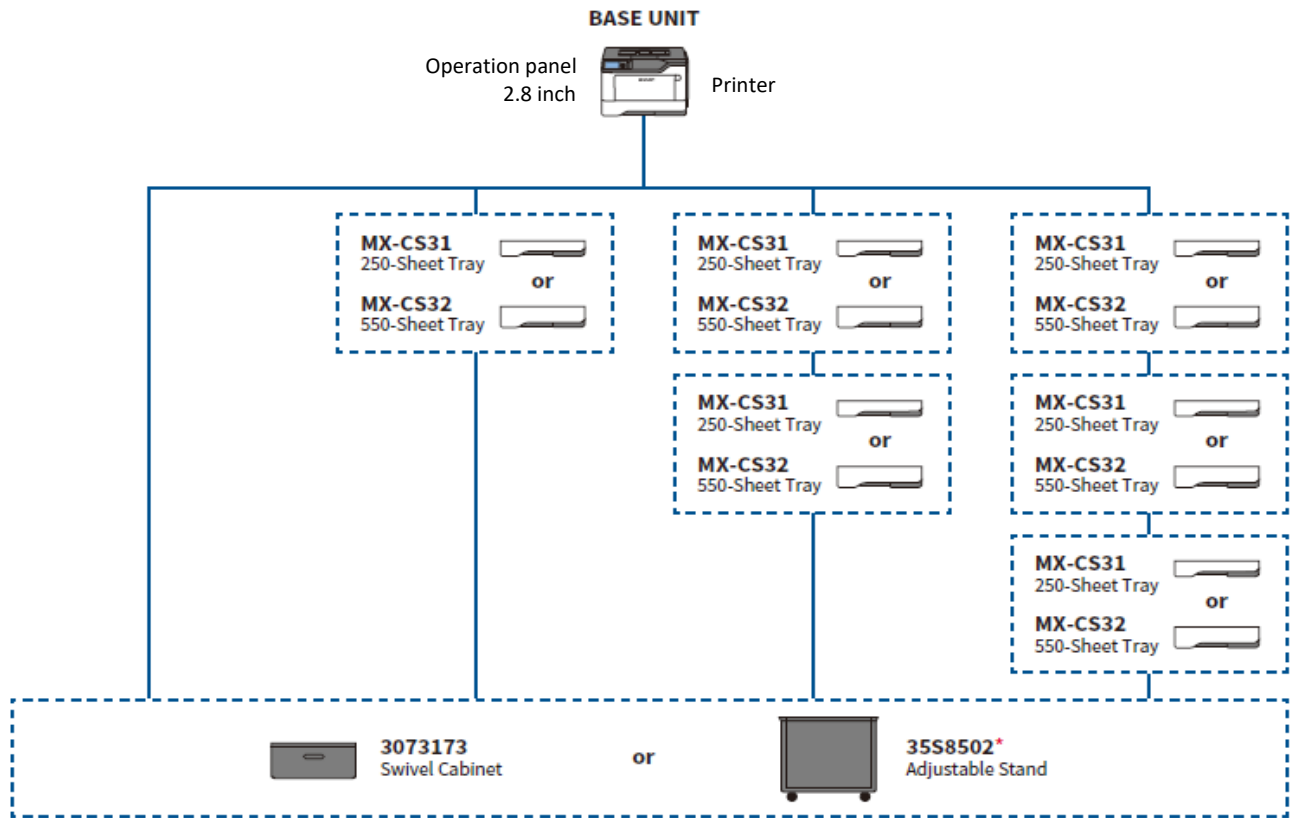 BASE UNIT
Operation panel
2.8 inch
Printer
MX-CS31
250-Sheet Tray
or
MX-CS32
550-Sheet Tray
MX-CS31
250-Sheet Tray
or
MX-CS32
550-Sheet Tray
MX-CS31
250-Sheet Tray
or
MX-CS32
550-Sheet Tray
MX-CS31
250-Sheet Tray
or
MX-CS32
550-Sheet Tray
MX-CS31
250-Sheet Tray
or
MX-CS32
550-Sheet Tray
MX-CS31
250-Sheet Tray
or
MX-CS32
550-Sheet Tray
3073173
Swivel Cabinet
or
35S8502*
Adjustable Stand